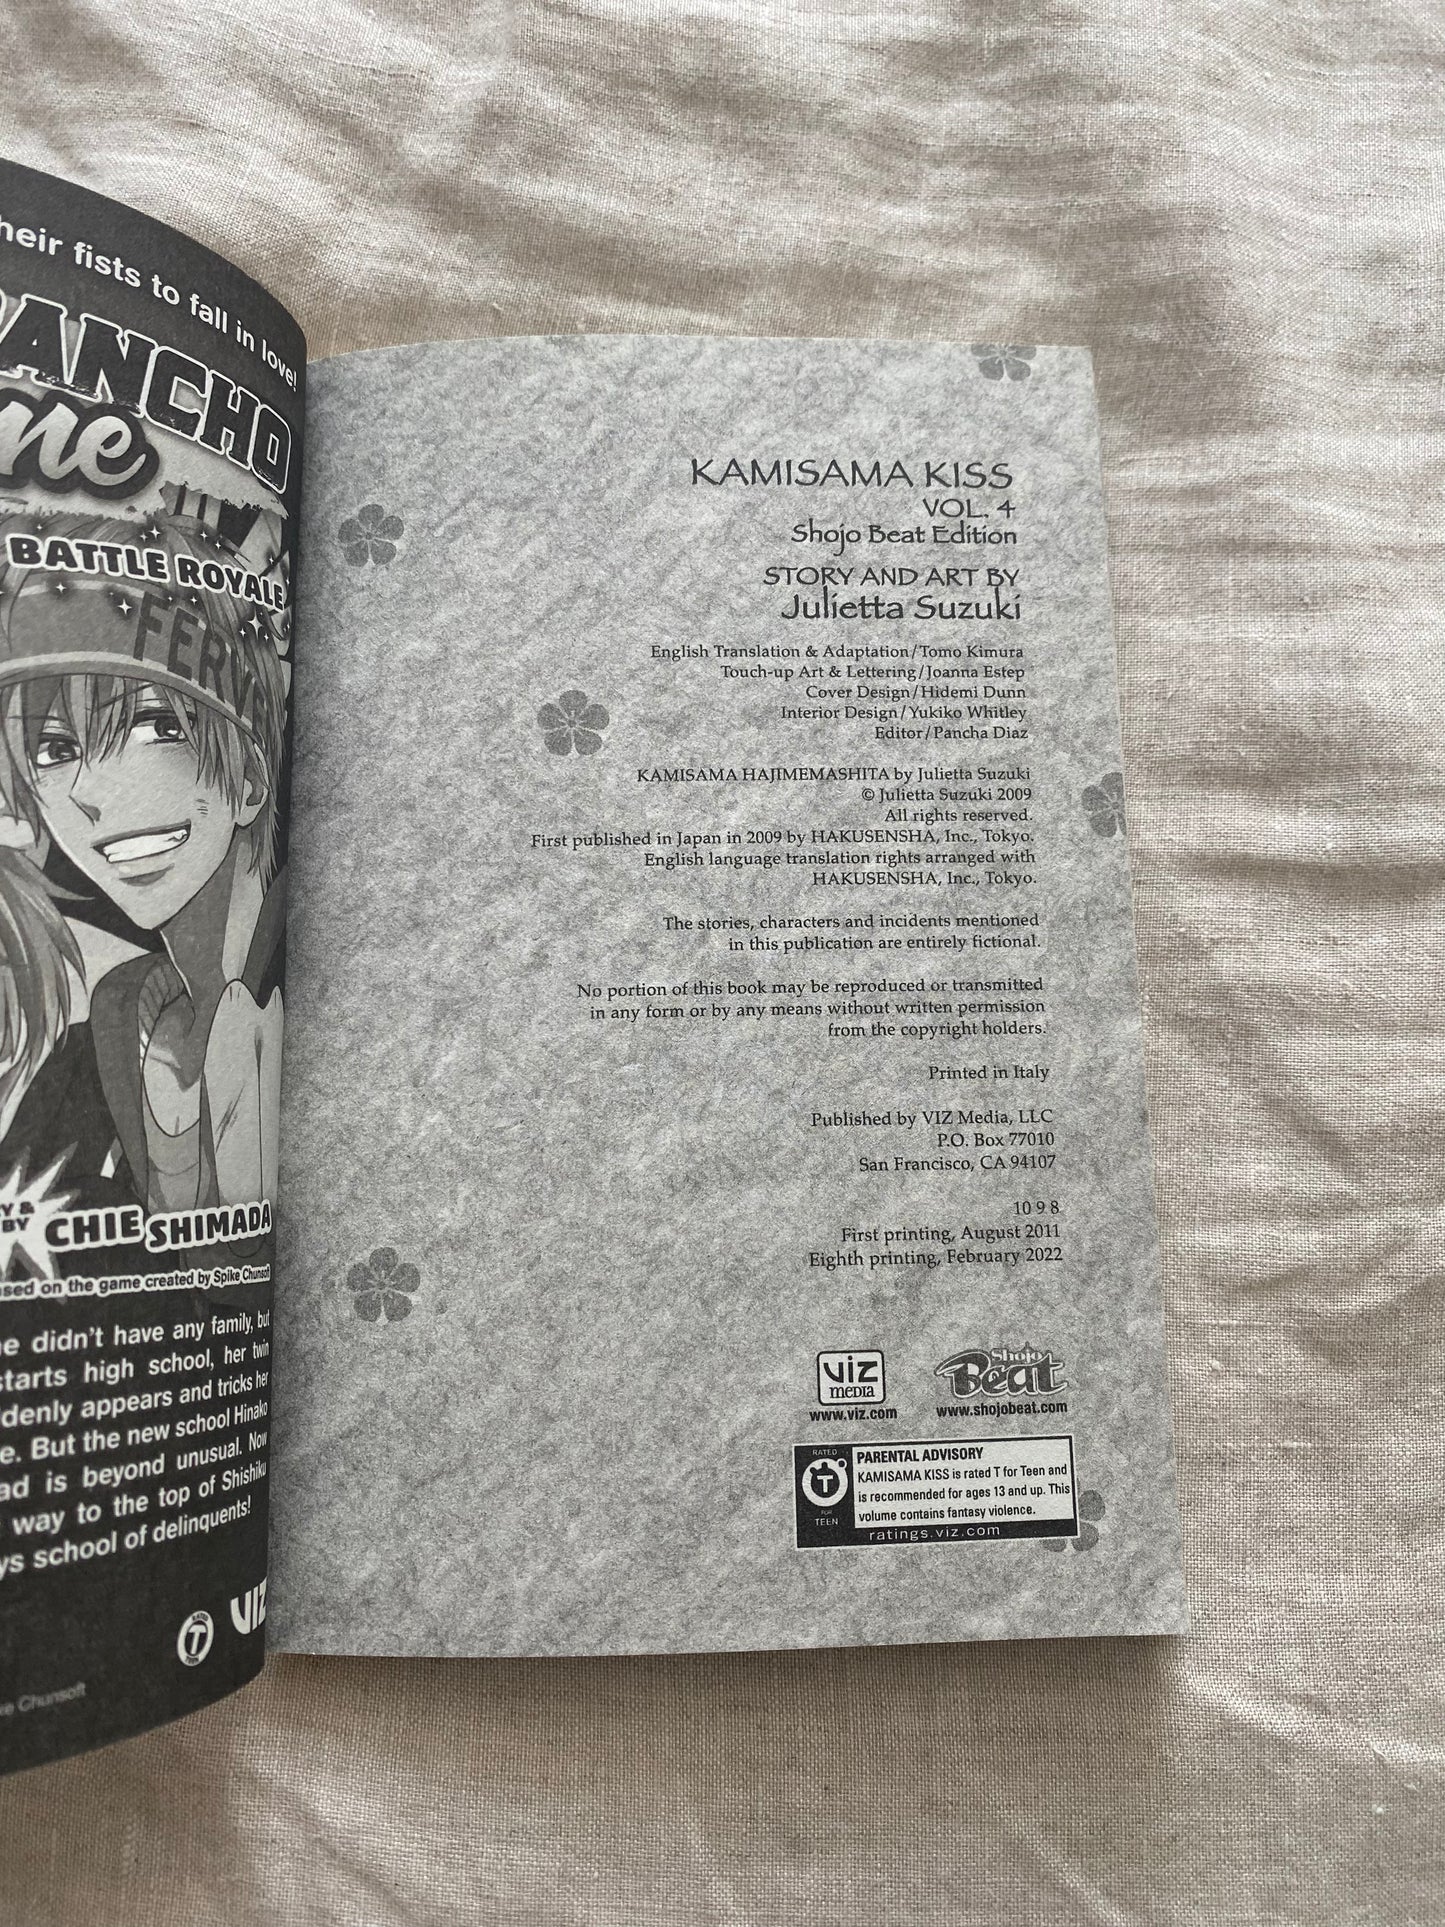 heir fists to fall in love!
BANCHO
BATTLE ROYALE
CHIE SHIMADA
on the game created by Spike Chunsoft
didn't have any family, but
starts high school, her twin
appears and tricks her
But the new school Hinako
is beyond unusual. Now
way to the top of Shishiku
school of delinquents!
RATED
T
TEEN
VIZ
Chunsoft
KAMISAMA KISS
VOL. 4
Shojo Beat Edition
STORY AND ART BY
Julietta Suzuki
English Translation & Adaptation/Tomo Kimura
Touch-up Art & Lettering/Joanna Estep
Cover Design/Hidemi Dunn
Interior Design/Yukiko Whitley
Editor/Pancha Diaz
KAMISAMA HAJIMEMASHITA by Julietta Suzuki
© Julietta Suzuki 2009
All rights reserved.
First published in Japan in 2009 by HAKUSENSHA, Inc., Tokyo.
English language translation rights arranged with
HAKUSENSHA, Inc., Tokyo.
The stories, characters and incidents mentioned
in this publication are entirely fictional.
No portion of this book may be reproduced or transmitted
in any form or by any means without written permission
from the copyright holders.
Printed in Italy
Published by VIZ Media, LLC
P.O. Box 77010
San Francisco, CA 94107
10 9 8
First printing, August 2011
Eighth printing, February 2022
VIZ
MEDIA
www.viz.com
Shojo
Beat
www.shojobeat.com
RATED
T
FOR
TEEN
PARENTAL ADVISORY
KAMISAMA KISS is rated T for Teen and
is recommended for ages 13 and up. This
volume contains fantasy violence.
ratings.viz.com